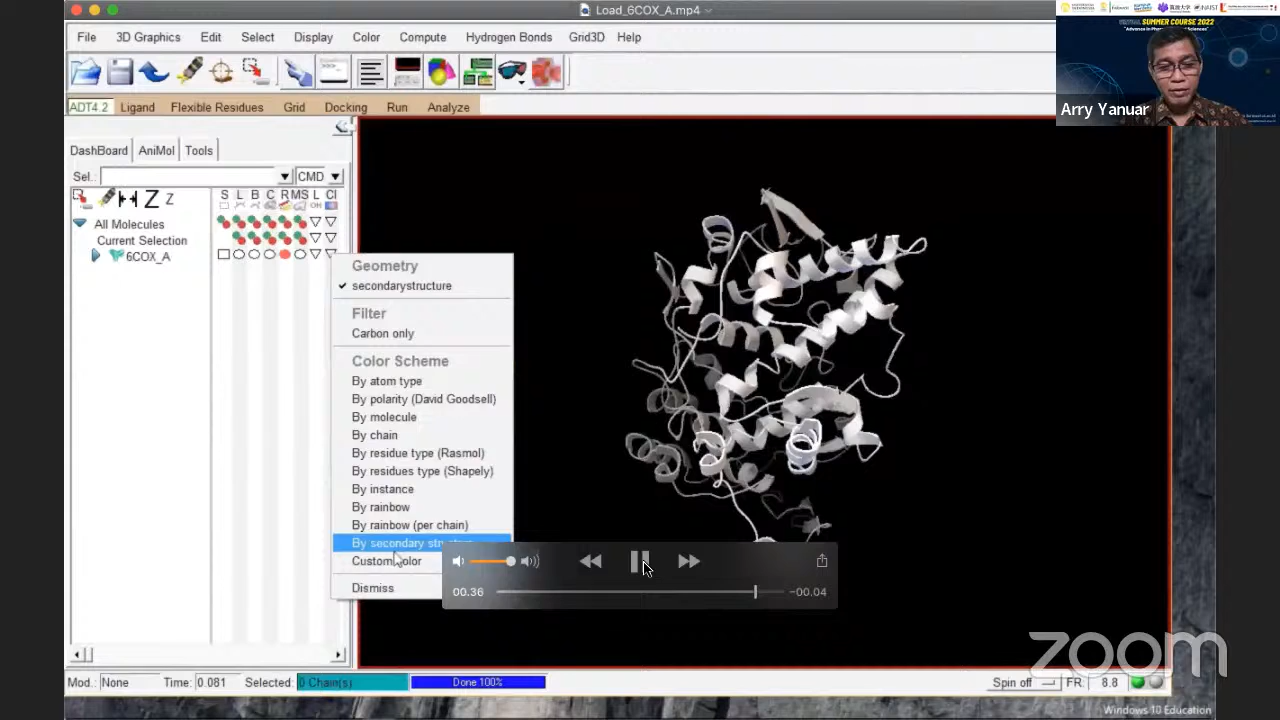 Load_6COX_A.mp4
File 3D Graphics Edit Select Display Color Compute Hydrogen Bonds Grid3D Help
ADT4.2 Ligand Flexible Residues Grid Docking Run Analyze
DashBoard AniMol Tools
Sel.: CMD
S L B C R MS L Cl
All Molecules
Current Selection
6COX_A
Geometry
secondarystructure
Filter
Carbon only
Color Scheme
By atom type
By polarity (David Goodsell)
By molecule
By chain
By residue type (Rasmol)
By residues type (Shapely)
By instance
By rainbow
By rainbow (per chain)
By secondary
Custom color
Dismiss
00.36 −00.04
Mod.: None Time: 0.081 Selected: 0 Chain(s) Done 100% Spin off FR: 8.8
SUMMER COURSE 2022
Arry Yanuar
zoom
Windows 10 Education